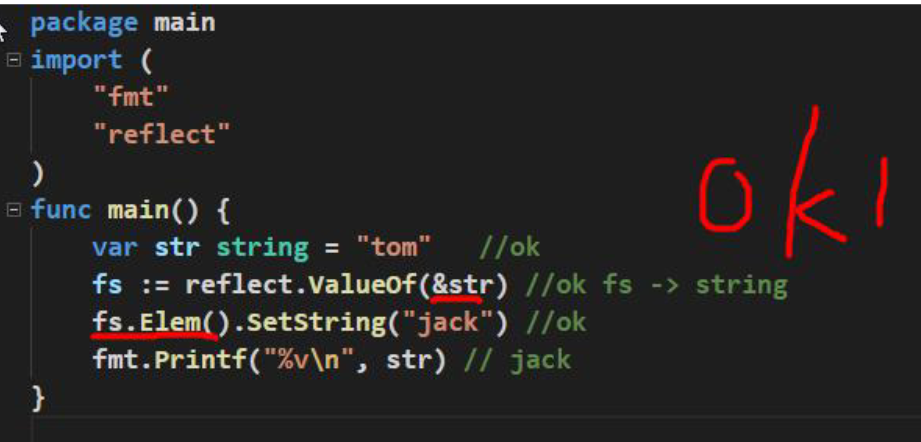 package main
import (
"fmt"
"reflect"
)
func main() {
var str string = "tom" //ok
fs := reflect.ValueOf(&str) //ok fs -> string
fs.Elem().SetString("jack") //ok
fmt.Printf("%v\n", str) // jack
}
ok1